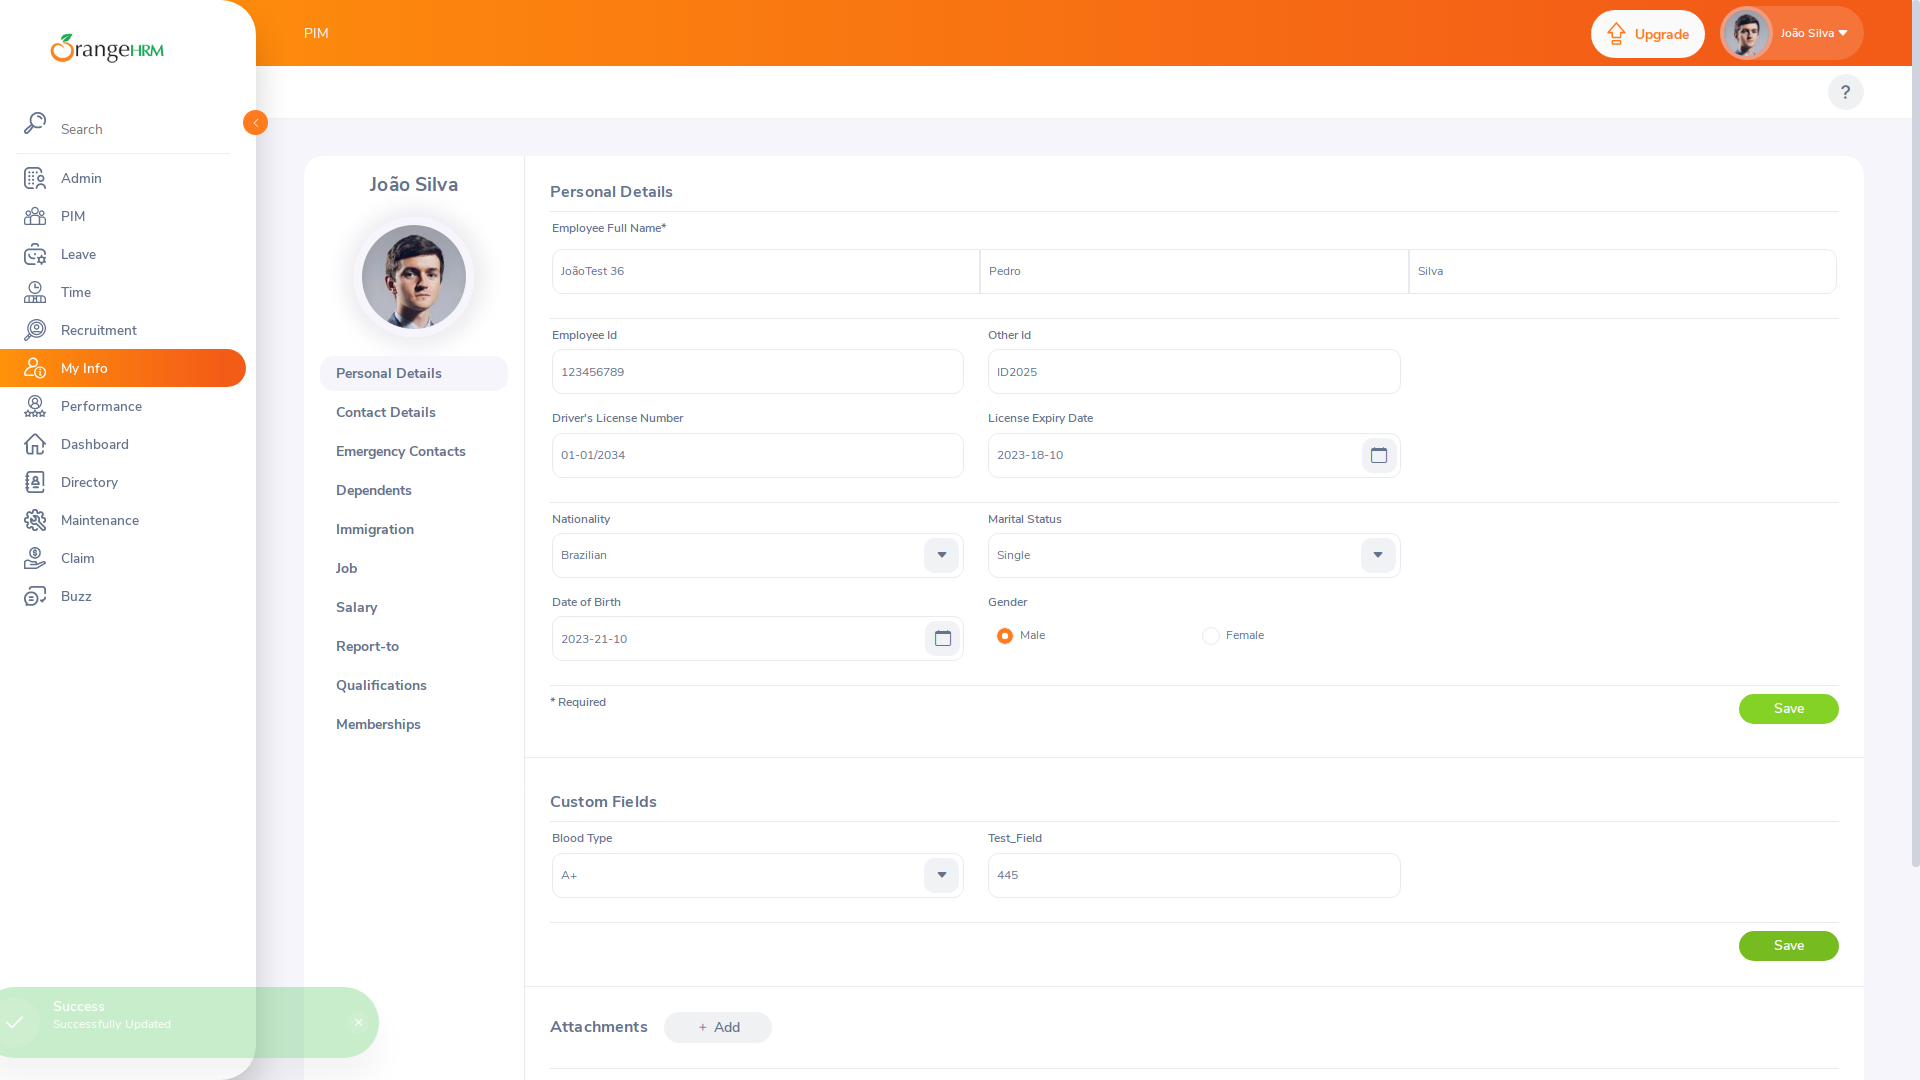 OrangeHRM
Search
Admin
PIM
Leave
Time
Recruitment
My Info
Performance
Dashboard
Directory
Maintenance
Claim
Buzz
PIM
Upgrade
João Silva
?
João Silva
Personal Details
Contact Details
Emergency Contacts
Dependents
Immigration
Job
Salary
Report-to
Qualifications
Memberships
Personal Details
Employee Full Name*
JoãoTest 36 Pedro Silva
Employee Id Other Id
123456789 ID2025
Driver's License Number License Expiry Date
01-01/2034 2023-18-10
Nationality Marital Status
Brazilian Single
Date of Birth Gender
2023-21-10 Male Female
* Required
Save
Custom Fields
Blood Type Test_Field
A+ 445
Save
Attachments + Add
Success
Successfully Updated